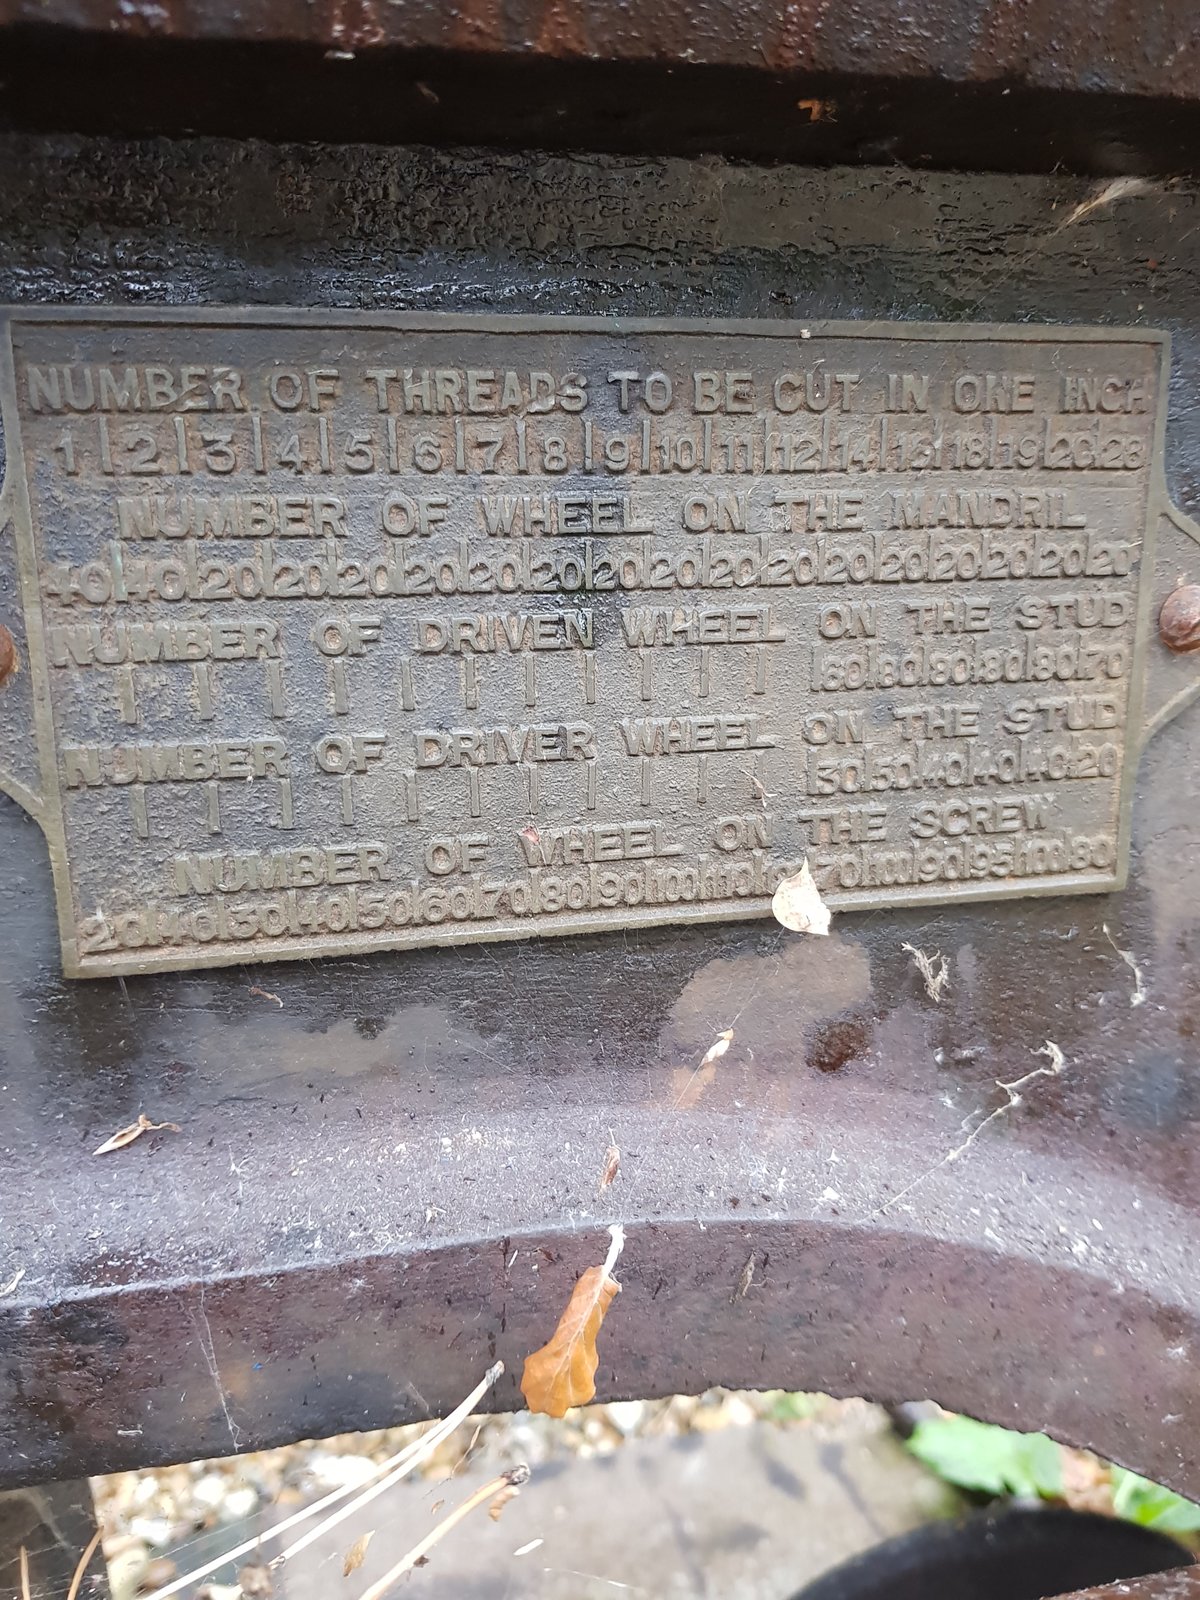 NUMBER OF THREADS TO BE CUT IN ONE INCH
1|2|3|4|5|6|7|8|9|10|11|12|14|16|18|19|20|28
NUMBER OF WHEEL ON THE MANDRIL
40|40|20|20|20|20|20|20|20|20|20|20|20|20|20|20|20|20
NUMBER OF DRIVEN WHEEL ON THE STUD
| | | | | | | | | | | |60|80|80|80|80|70
NUMBER OF DRIVER WHEEL ON THE STUD
| | | | | | | | | | | |30|50|40|40|40|20
NUMBER OF WHEEL ON THE SCREW
20|40|30|40|50|60|70|80|90|100|110| |70|100|90|95|100|80